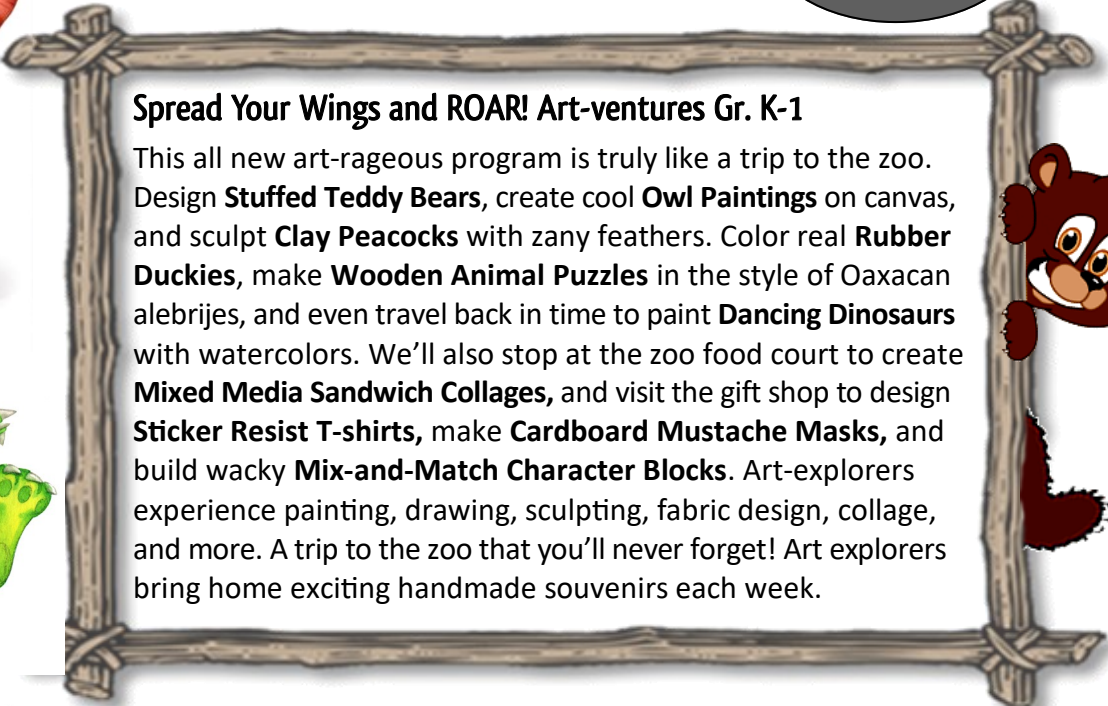 Spread Your Wings and ROAR! Art-ventures Gr. K-1
This all new art-rageous program is truly like a trip to the zoo.
Design Stuffed Teddy Bears, create cool Owl Paintings on canvas,
and sculpt Clay Peacocks with zany feathers. Color real Rubber
Duckies, make Wooden Animal Puzzles in the style of Oaxacan
alebrijes, and even travel back in time to paint Dancing Dinosaurs
with watercolors. We’ll also stop at the zoo food court to create
Mixed Media Sandwich Collages, and visit the gift shop to design
Sticker Resist T-shirts, make Cardboard Mustache Masks, and
build wacky Mix-and-Match Character Blocks. Art-explorers
experience painting, drawing, sculpting, fabric design, collage,
and more. A trip to the zoo that you’ll never forget! Art explorers
bring home exciting handmade souvenirs each week.